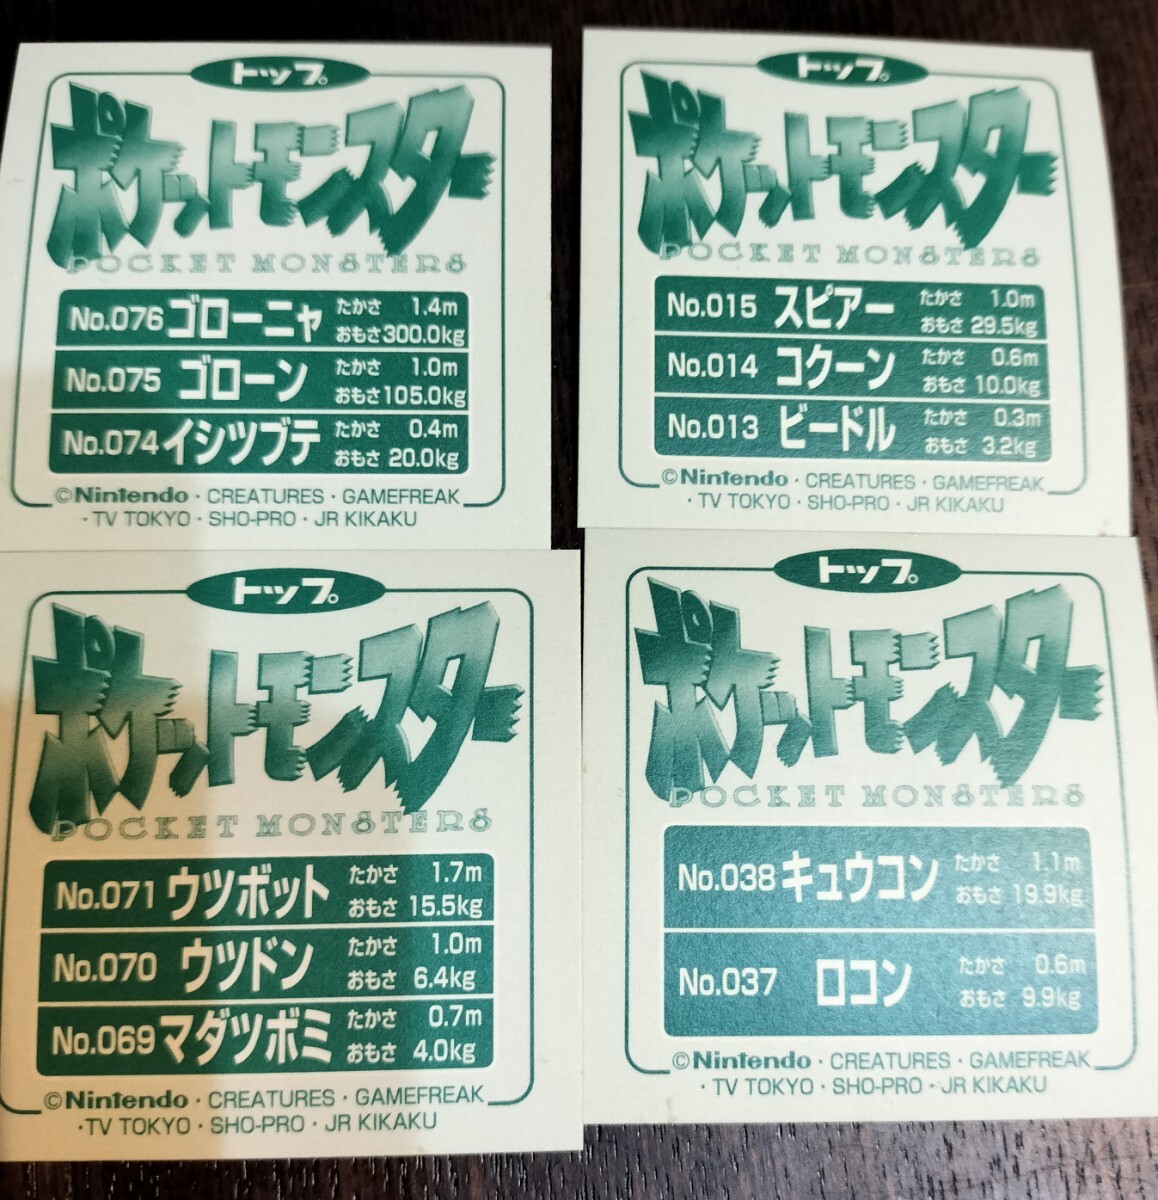 トップ。
ポケットモンスター
POCKET MONSTERS
No.076 ゴローニャ たかさ 1.4m おもさ 300.0kg
No.075 ゴローン たかさ 1.0m おもさ 105.0kg
No.074 イシツブテ たかさ 0.4m おもさ 20.0kg
©Nintendo・CREATURES・GAMEFREAK
・TV TOKYO・SHO-PRO・JR KIKAKU
トップ。
ポケットモンスター
POCKET MONSTERS
No.015 スピアー たかさ 1.0m おもさ 29.5kg
No.014 コクーン たかさ 0.6m おもさ 10.0kg
No.013 ビードル たかさ 0.3m おもさ 3.2kg
©Nintendo・CREATURES・GAMEFREAK
・TV TOKYO・SHO-PRO・JR KIKAKU
トップ。
ポケットモンスター
POCKET MONSTERS
No.071 ウツボット たかさ 1.7m おもさ 15.5kg
No.070 ウツドン たかさ 1.0m おもさ 6.4kg
No.069 マダツボミ たかさ 0.7m おもさ 4.0kg
©Nintendo・CREATURES・GAMEFREAK
・TV TOKYO・SHO-PRO・JR KIKAKU
トップ。
ポケットモンスター
POCKET MONSTERS
No.038 キュウコン たかさ 1.1m おもさ 19.9kg
No.037 ロコン たかさ 0.6m おもさ 9.9kg
©Nintendo・CREATURES・GAMEFREAK
・TV TOKYO・SHO-PRO・JR KIKAKU